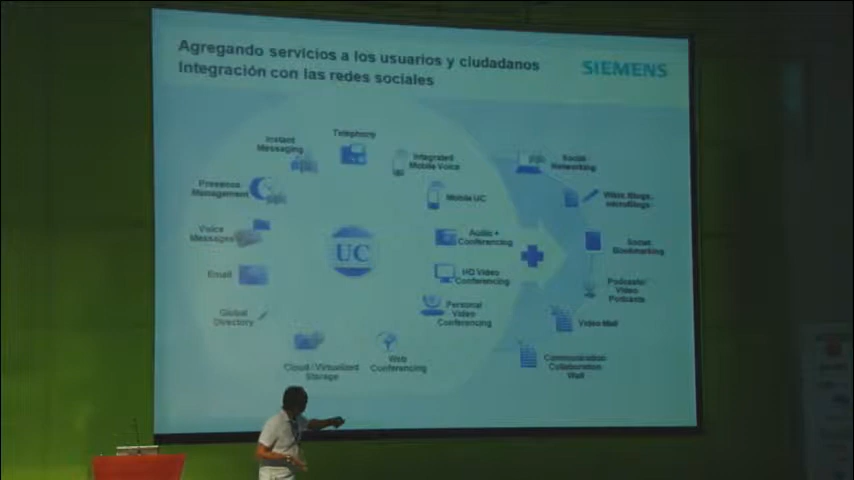 Agregando servicios a los usuarios y ciudadanos
Integración con las redes sociales
SIEMENS
Instant
Messaging
Telephony
Integrated
Mobile Voice
Mobile UC
Audio +
Conferencing
HD Video
Conferencing
Personal
Video
Conferencing
Web
Conferencing
Cloud / Virtualized
Storage
Global
Directory
Email
Voice
Messages
Presence
Management
UC
Social
Networking
Wikis, Blogs,
microBlogs
Social
Bookmarking
Podcasts/
Video
Podcasts
Video Mail
Communication
Collaboration
Wall